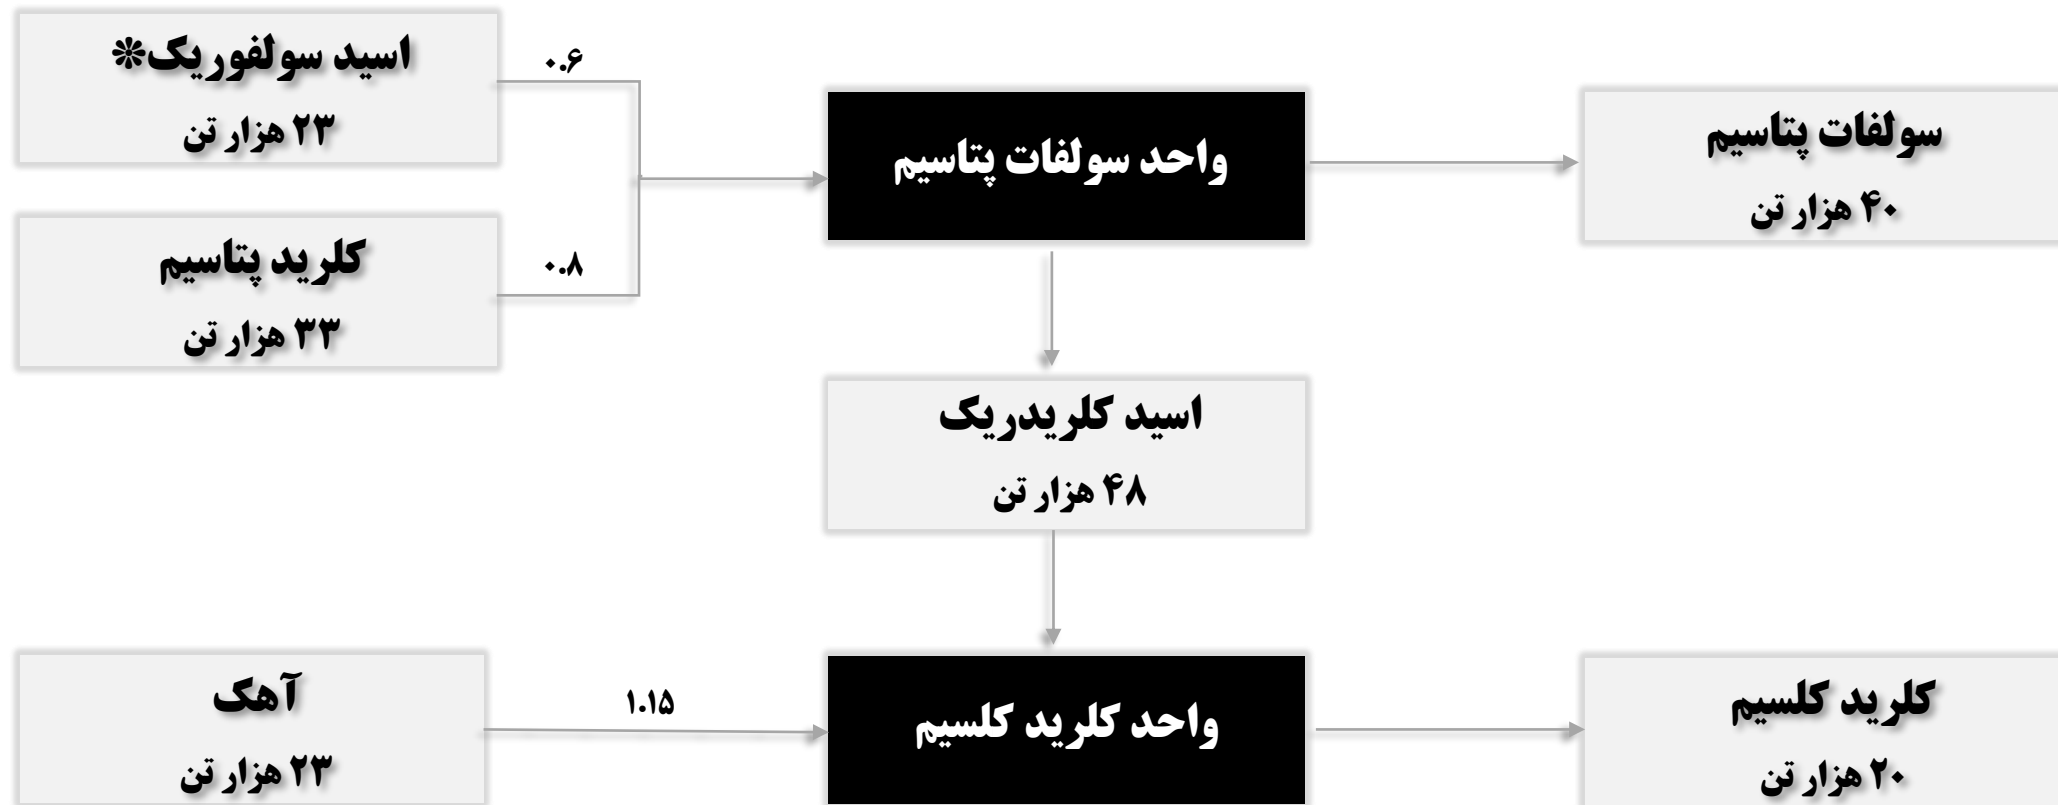 اسید سولفوریک*
۲۳ هزار تن
۰.۶
کلرید پتاسیم
۳۳ هزار تن
۰.۸
واحد سولفات پتاسیم
سولفات پتاسیم
۴۰ هزار تن
اسید کلریدریک
۴۸ هزار تن
آهک
۲۳ هزار تن
۱.۱۵
واحد کلرید کلسیم
کلرید کلسیم
۲۰ هزار تن